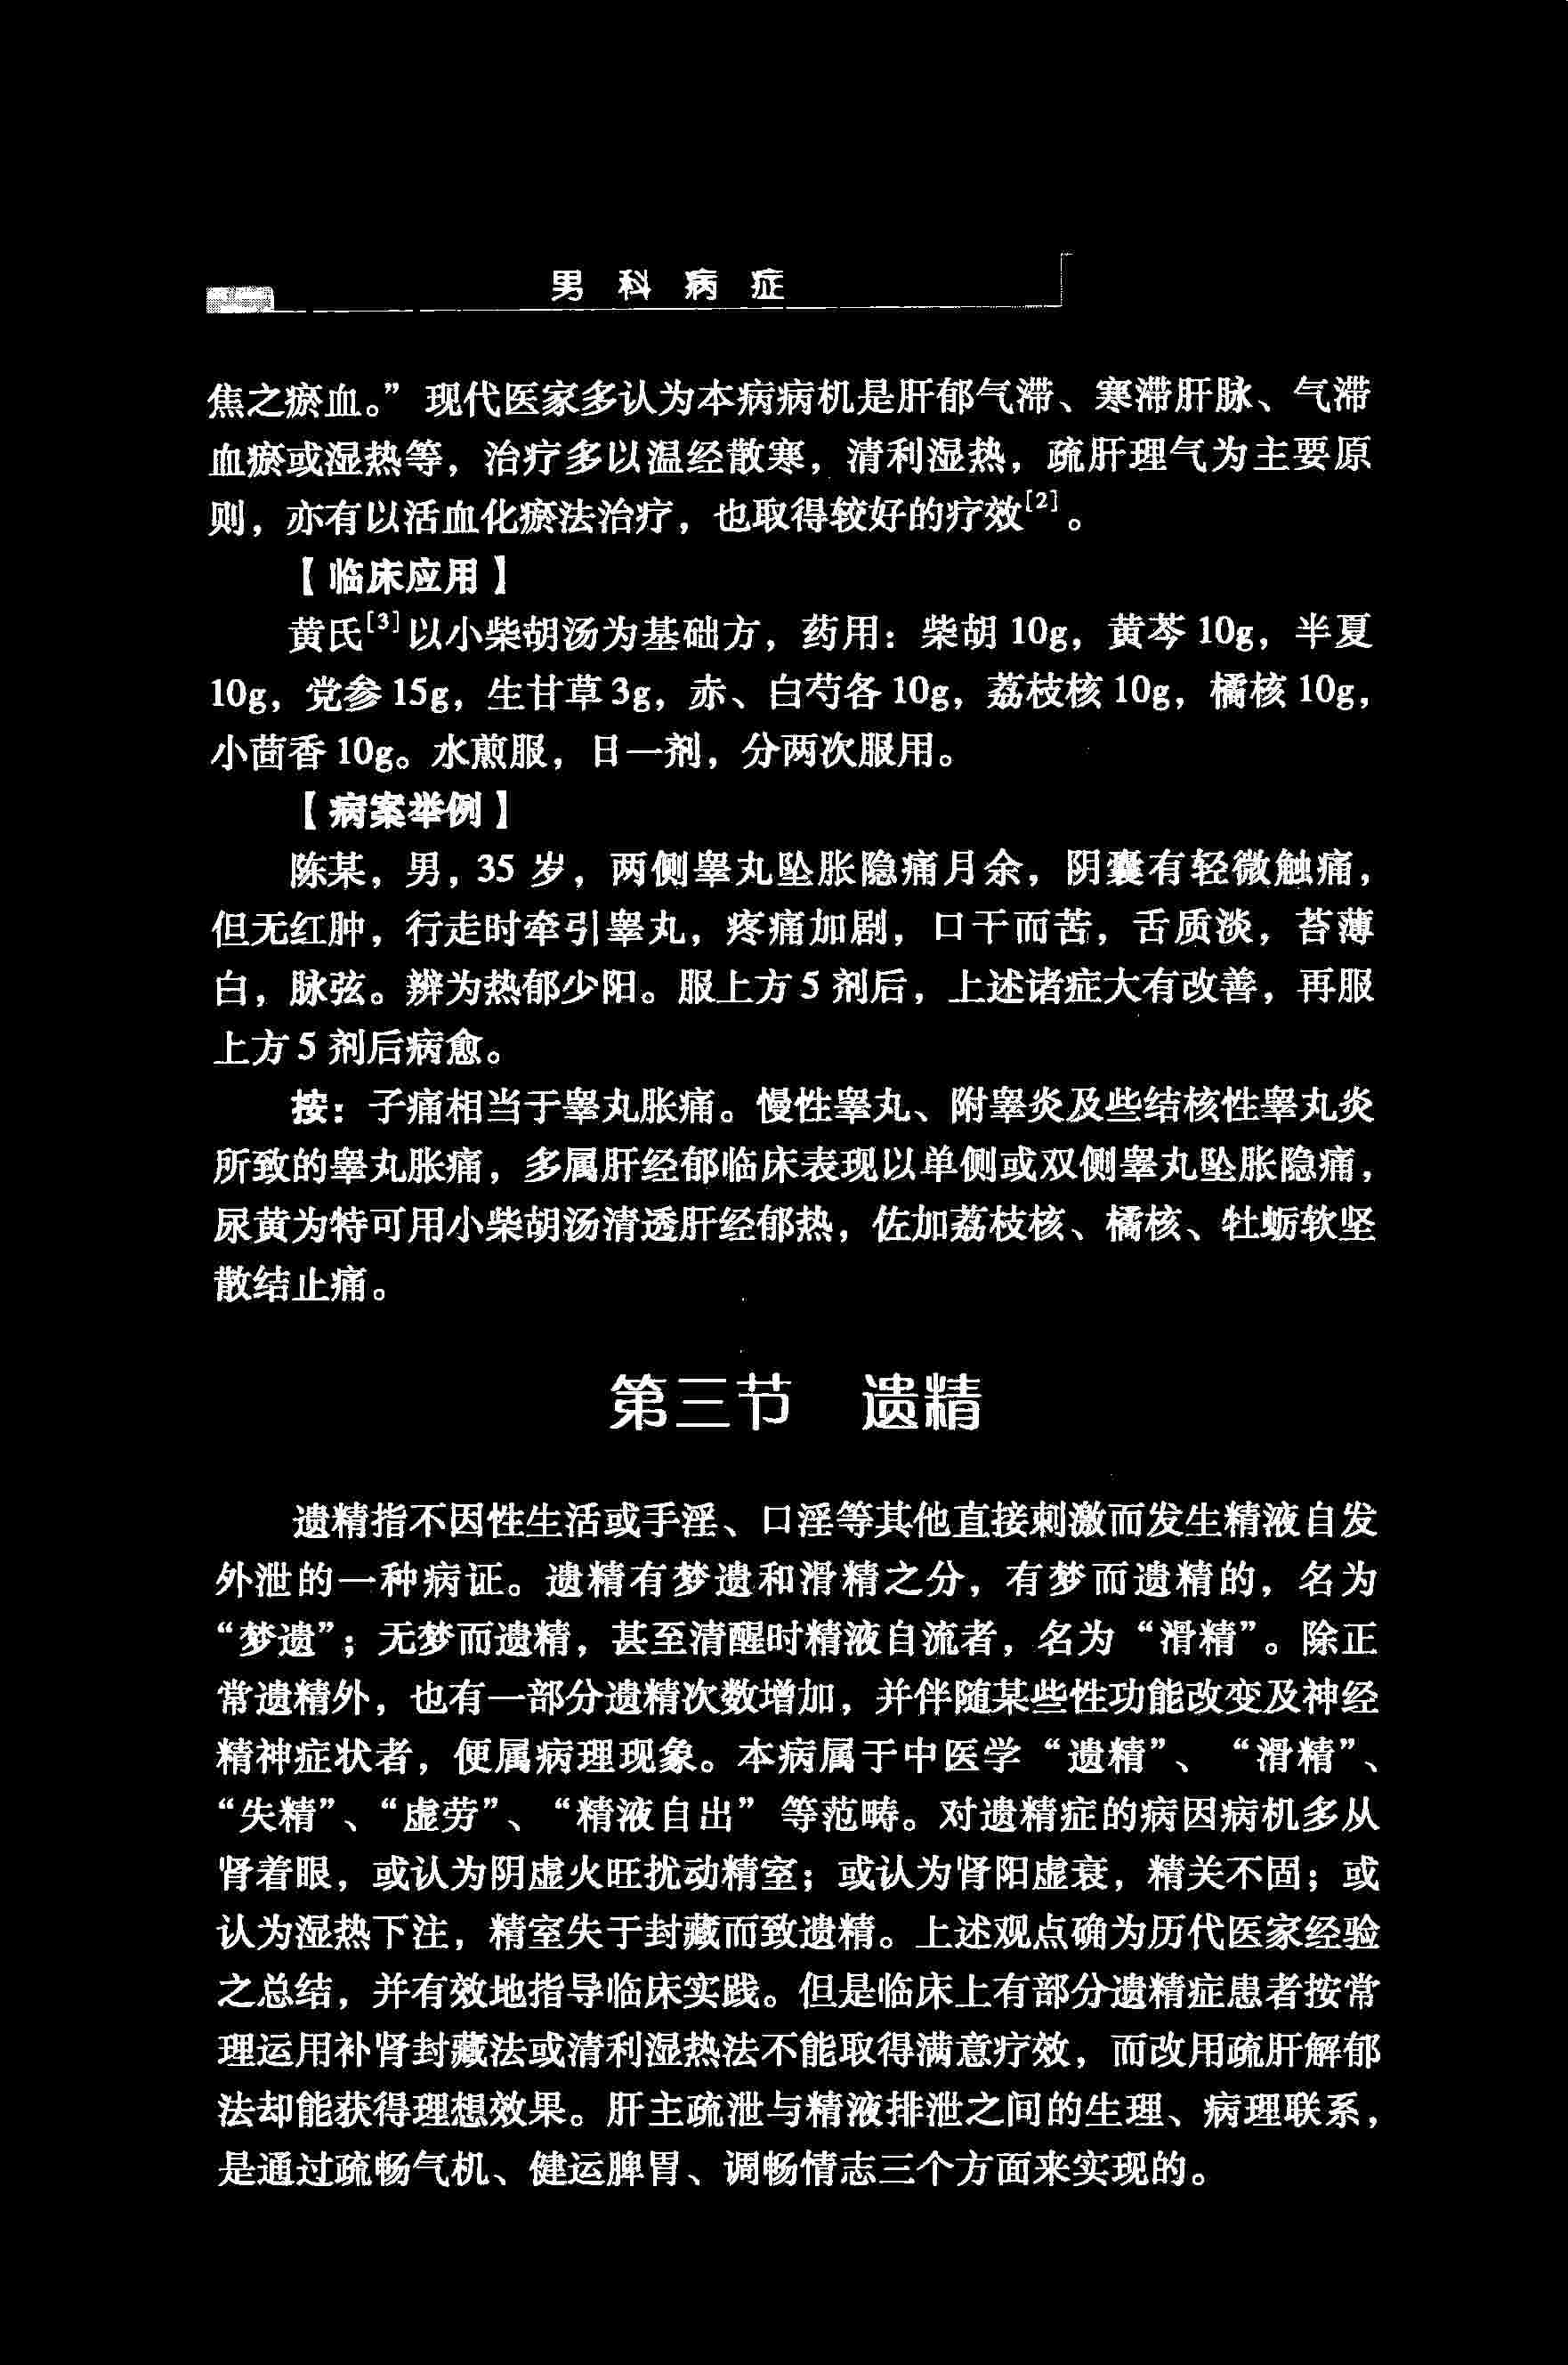 男科病症
焦之瘀血。”现代医家多认为本病病机是肝郁气滞、寒滞肝脉、气滞
血瘀或湿热等，治疗多以温经散寒，清利湿热，疏肝理气为主要原
则，亦有以活血化瘀法治疗，也取得较好的疗效[2]。
【临床应用】
黄氏[3]以小柴胡汤为基础方，药用：柴胡10g，黄芩10g，半夏
10g，党参15g，生甘草3g，赤、白芍各10g，荔枝核10g，橘核10g，
小茴香10g。水煎服，日一剂，分两次服用。
【病案举例】
陈某，男，35岁，两侧睾丸坠胀隐痛月余，阴囊有轻微触痛，
但无红肿，行走时牵引睾丸，疼痛加剧，口干而苦，舌质淡，苔薄
白，脉弦。辨为热郁少阳。服上方5剂后，上述诸症大有改善，再服
上方5剂后病愈。
按：子痛相当于睾丸胀痛。慢性睾丸、附睾炎及些结核性睾丸炎
所致的睾丸胀痛，多属肝经郁临床表现以单侧或双侧睾丸坠胀隐痛，
尿黄为特可用小柴胡汤清透肝经郁热，佐加荔枝核、橘核、牡蛎软坚
散结止痛。
第三节 遗精
遗精指不因性生活或手淫、口淫等其他直接刺激而发生精液自发
外泄的一种病证。遗精有梦遗和滑精之分，有梦而遗精的，名为
“梦遗”；无梦而遗精，甚至清醒时精液自流者，名为“滑精”。除正
常遗精外，也有一部分遗精次数增加，并伴随某些性功能改变及神经
精神症状者，便属病理现象。本病属于中医学“遗精”、“滑精”、
“失精”、“虚劳”、“精液自出”等范畴。对遗精症的病因病机多从
肾着眼，或认为阴虚火旺扰动精室；或认为肾阳虚衰，精关不固；或
认为湿热下注，精室失于封藏而致遗精。上述观点确为历代医家经验
之总结，并有效地指导临床实践。但是临床上有部分遗精症患者按常
理运用补肾封藏法或清利湿热法不能取得满意疗效，而改用疏肝解郁
法却能获得理想效果。肝主疏泄与精液排泄之间的生理、病理联系，
是通过疏畅气机、健运脾胃、调畅情志三个方面来实现的。